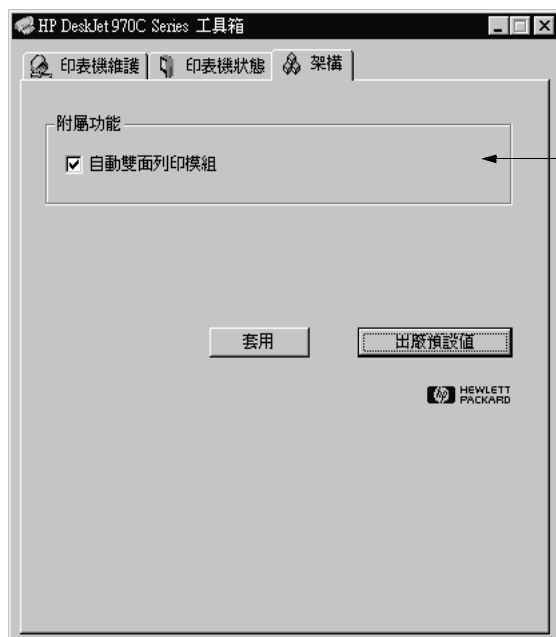 HP DeskJet 970C Series 工具箱
印表機維護 印表機狀態 架構
附屬功能
自動雙面列印模組
套用 出廠預設值
hp HEWLETT
PACKARD